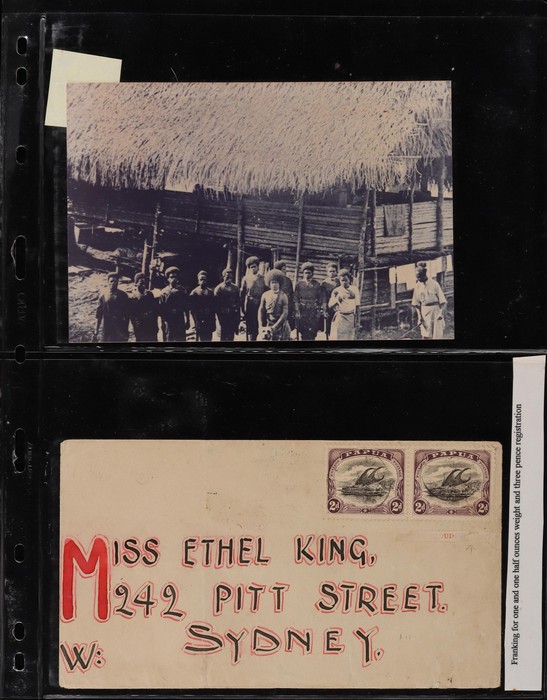 PAPUA PAPUA
2d 2d 2d 2d
MISS ETHEL KING,
242 PITT STREET.
W: SYDNEY.
Franking for one and one half ounces weight and three pence registration